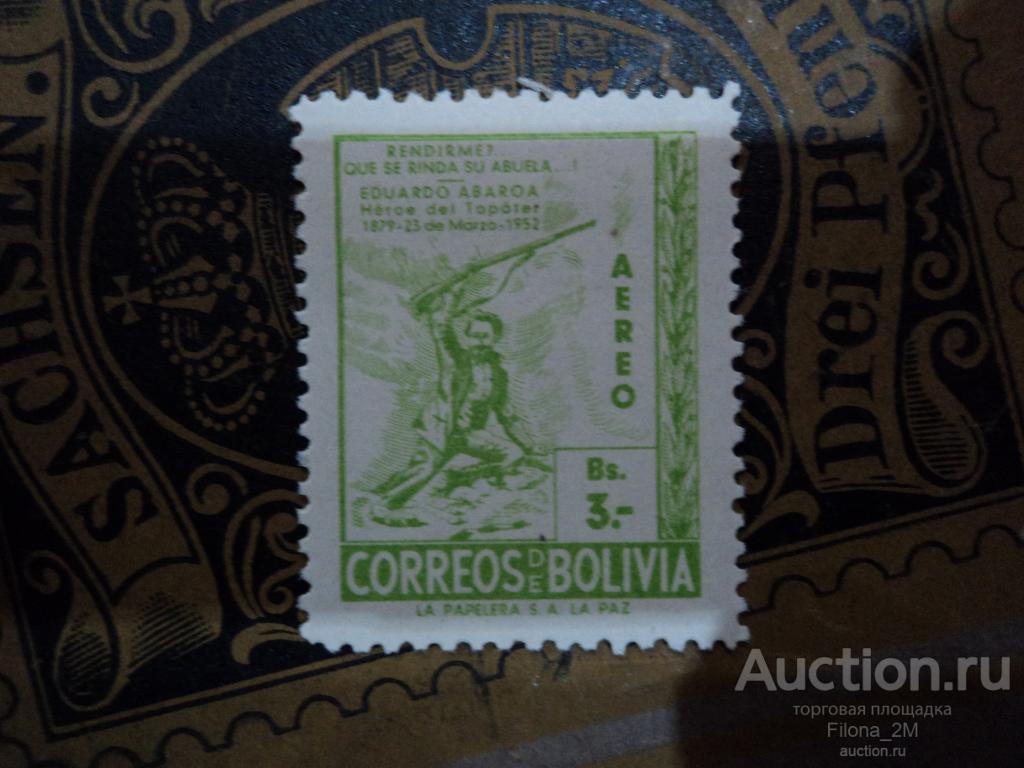 SACHSEN.
Drei Pfen
RENDIRME?....
QUE SE RINDA SU ABUELA....!
EDUARDO ABAROA
Héroe del Topáter
1879-23 de Marzo-1952
AEREO
Bs.
3.-
CORREOS DE BOLIVIA
LA PAPELERA S. A. LA PAZ
Auction.ru
торговая площадка
Filona_2M
auction.ru